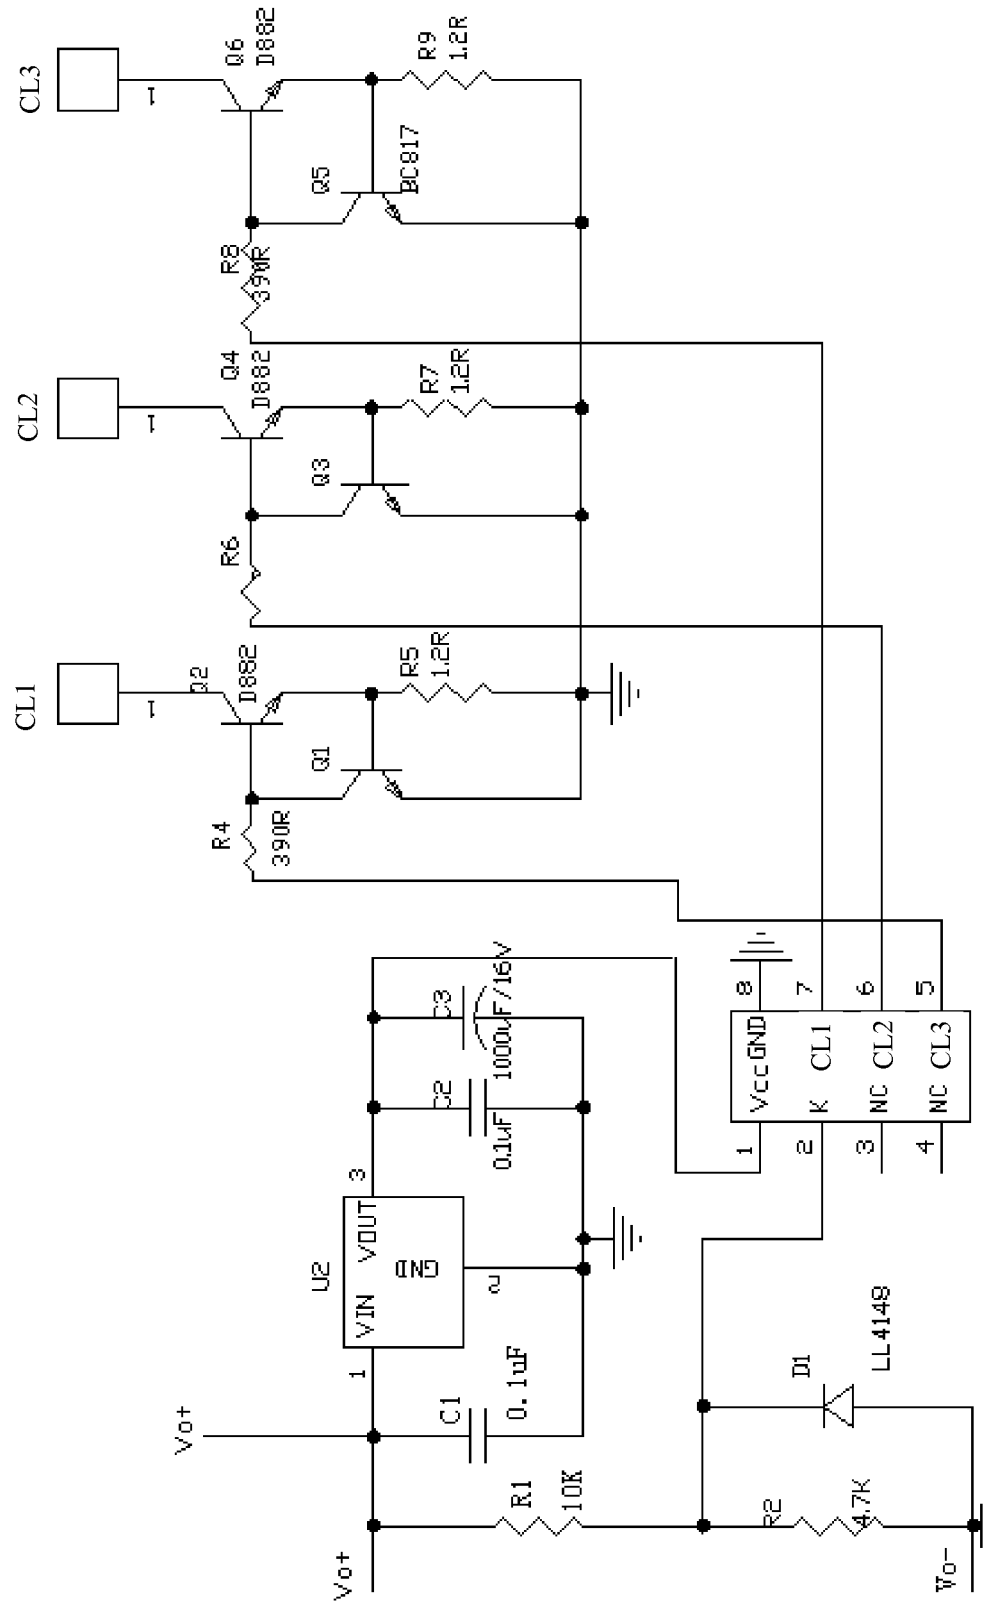 CL3
1
Q6
D882
R9
1.2R
Q5
BC817
R8
390R
CL2
1
Q4
D882
R7
1.2R
Q3
R6
CL1
1
Q2
D882
R5
1.2R
Q1
R4
390R
C3
1000uF/16V
C2
0.1uF
U2
VIN
VOUT
GND
1
3
2
Vo+
C1
0.1uF
Vo+
R1
10K
R2
4.7K
D1
LL4148
Vo-
1
Vcc
GND
8
2
K
CL1
7
3
NC
CL2
6
4
NC
CL3
5